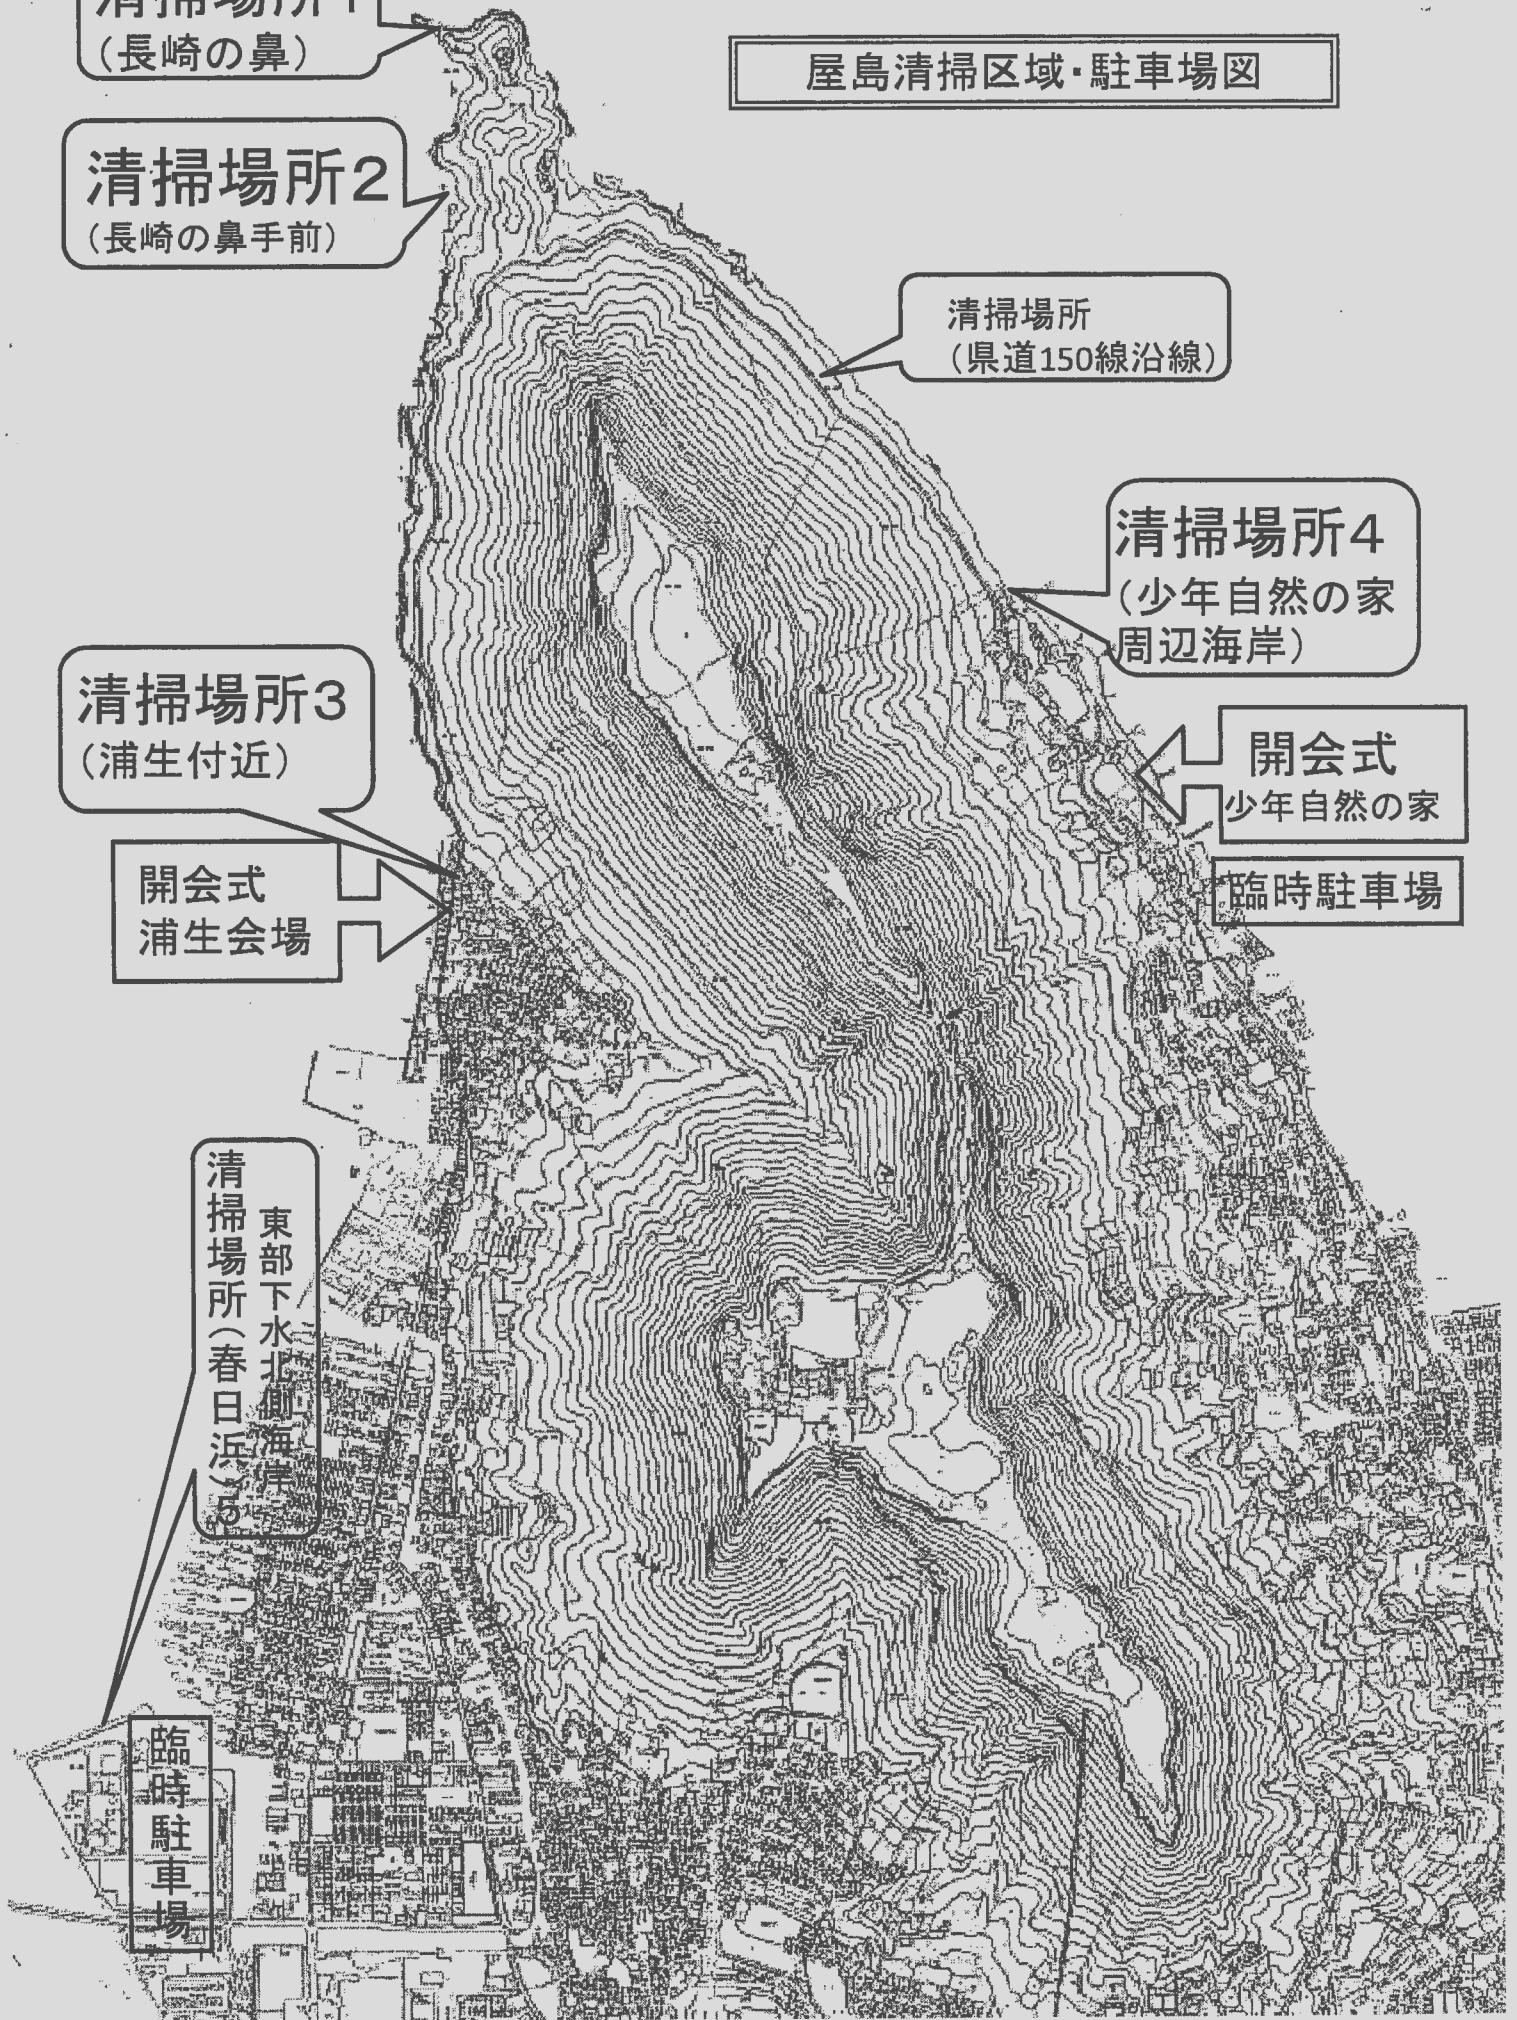 清掃場所1
(長崎の鼻)
屋島清掃区域・駐車場図
清掃場所2
(長崎の鼻手前)
清掃場所
(県道150線沿線)
清掃場所4
(少年自然の家
周辺海岸)
清掃場所3
(浦生付近)
開会式
少年自然の家
開会式
浦生会場
臨時駐車場
清掃場所(春日浜)5
東部下水北側海岸
臨時駐車場